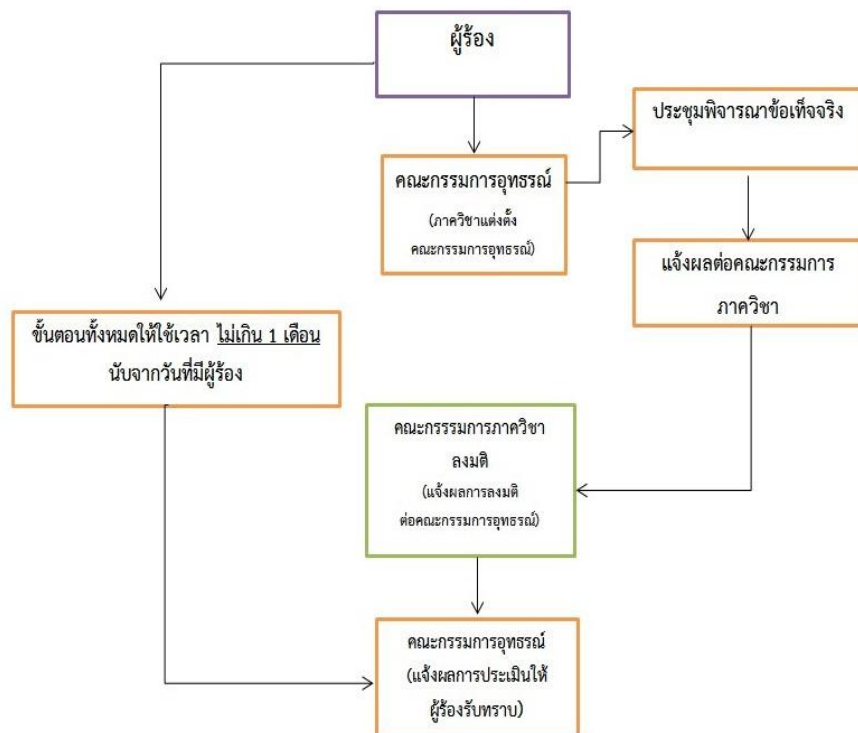 ผู้ร้อง
ประชุมพิจารณาข้อเท็จจริง
คณะกรรมการอุทธรณ์
(ภาควิชาแต่งตั้ง
คณะกรรมการอุทธรณ์)
แจ้งผลต่อคณะกรรมการ
ภาควิชา
ขั้นตอนทั้งหมดให้ใช้เวลา ไม่เกิน 1 เดือน
นับจากวันที่มีผู้ร้อง
คณะกรรรมการภาควิชา
ลงมติ
(แจ้งผลการลงมติ
ต่อคณะกรรมการอุทธรณ์)
คณะกรรมการอุทธรณ์
(แจ้งผลการประเมินให้
ผู้ร้องรับทราบ)